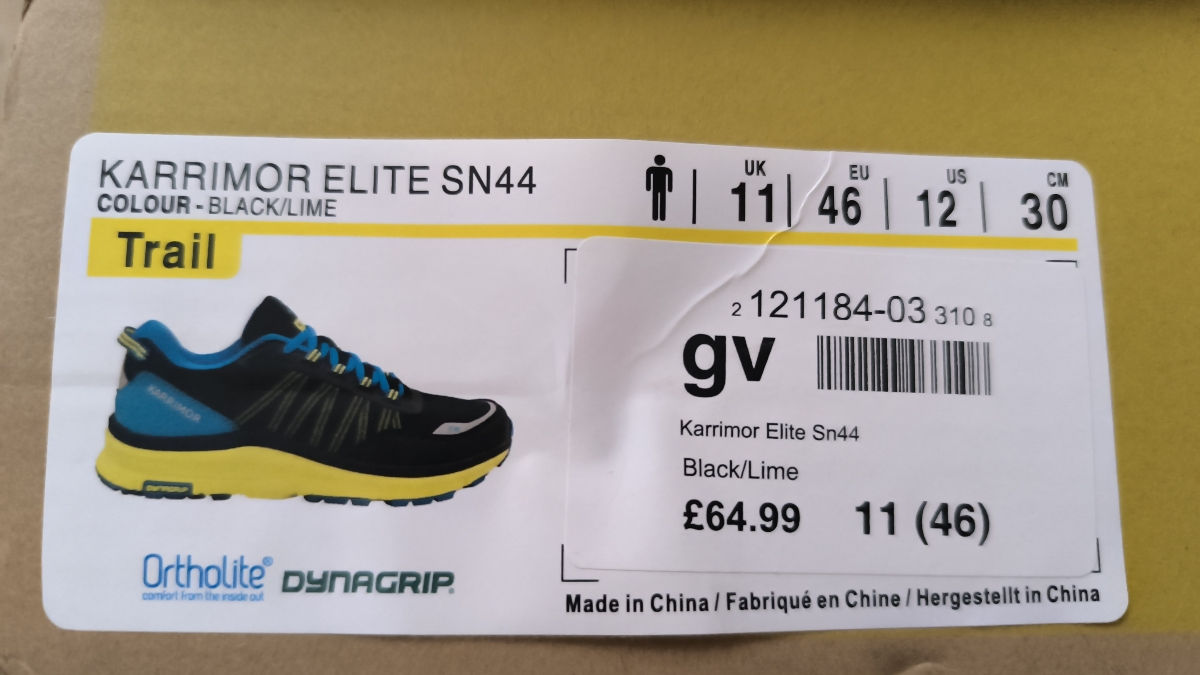 KARRIMOR ELITE SN44
COLOUR - BLACK/LIME
UK EU US CM
11 46 12 30
Trail
2 121184-03 310 8
gv
Karrimor Elite Sn44
Black/Lime
£64.99 11 (46)
KARRIMOR
DYNAGRIP
Ortholite®
comfort from the inside out
DYNAGRIP®
Made in China / Fabriqué en Chine / Hergestellt in China